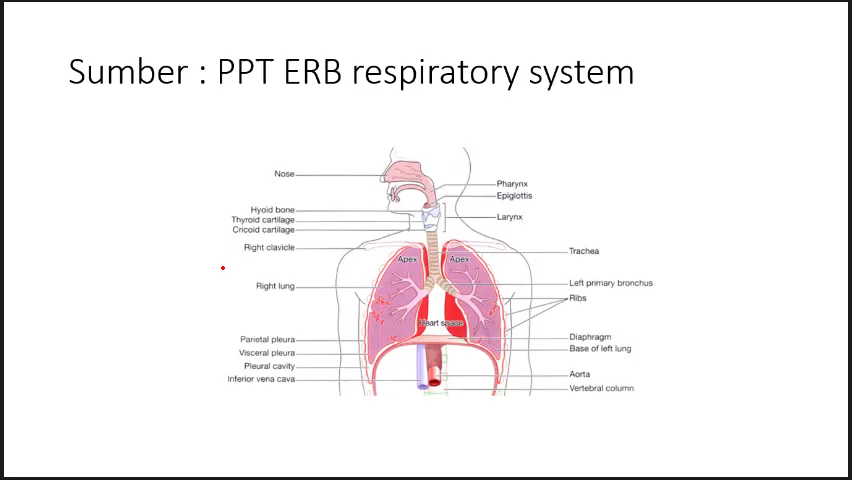 Sumber : PPT ERB respiratory system
Nose
Pharynx
Epiglottis
Hyoid bone
Thyroid cartilage
Larynx
Cricoid cartilage
Right clavicle
Trachea
Apex
Apex
Right lung
Left primary bronchus
Ribs
Heart space
Parietal pleura
Diaphragm
Visceral pleura
Base of left lung
Pleural cavity
Aorta
Inferior vena cava
Vertebral column